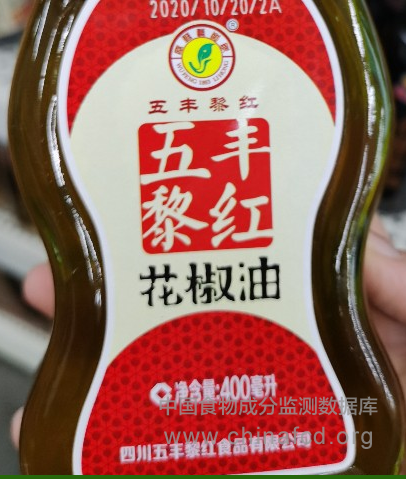 2020/10/20/2A
五丰黎红
五丰
黎红
花椒油
净含量:400毫升
中国食物成分监测数据库
www.chinafcd.org
四川五丰黎红食品有限公司